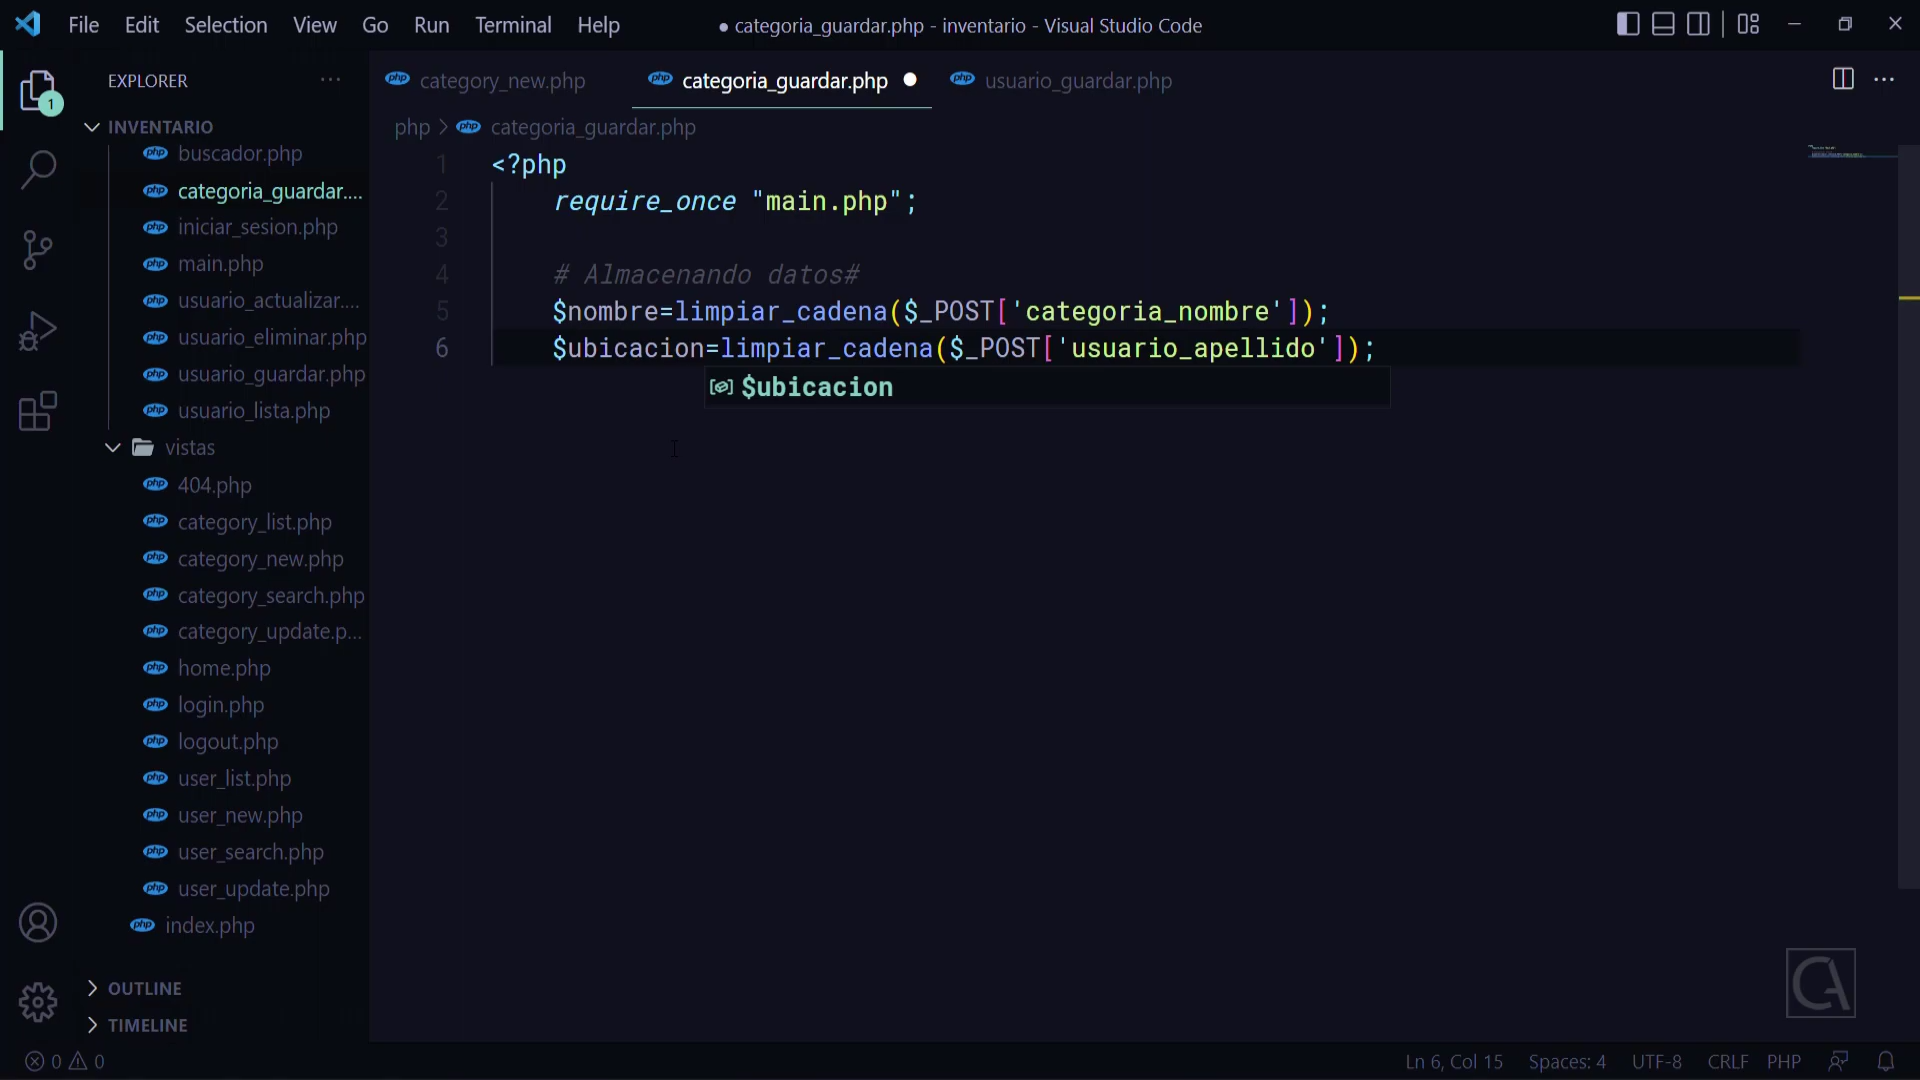 File Edit Selection View Go Run Terminal Help
● categoria_guardar.php - inventario - Visual Studio Code
EXPLORER
1
INVENTARIO
buscador.php
categoria_guardar....
iniciar_sesion.php
main.php
usuario_actualizar....
usuario_eliminar.php
usuario_guardar.php
usuario_lista.php
vistas
404.php
category_list.php
category_new.php
category_search.php
category_update.p...
home.php
login.php
logout.php
user_list.php
user_new.php
user_search.php
user_update.php
index.php
OUTLINE
TIMELINE
category_new.php categoria_guardar.php usuario_guardar.php
php > categoria_guardar.php
1 <?php
2 require_once "main.php";
3
4 # Almacenando datos#
5 $nombre=limpiar_cadena($_POST['categoria_nombre']);
6 $ubicacion=limpiar_cadena($_POST['usuario_apellido']);
$ubicacion
CA
0 0
Ln 6, Col 15 Spaces: 4 UTF-8 CRLF PHP